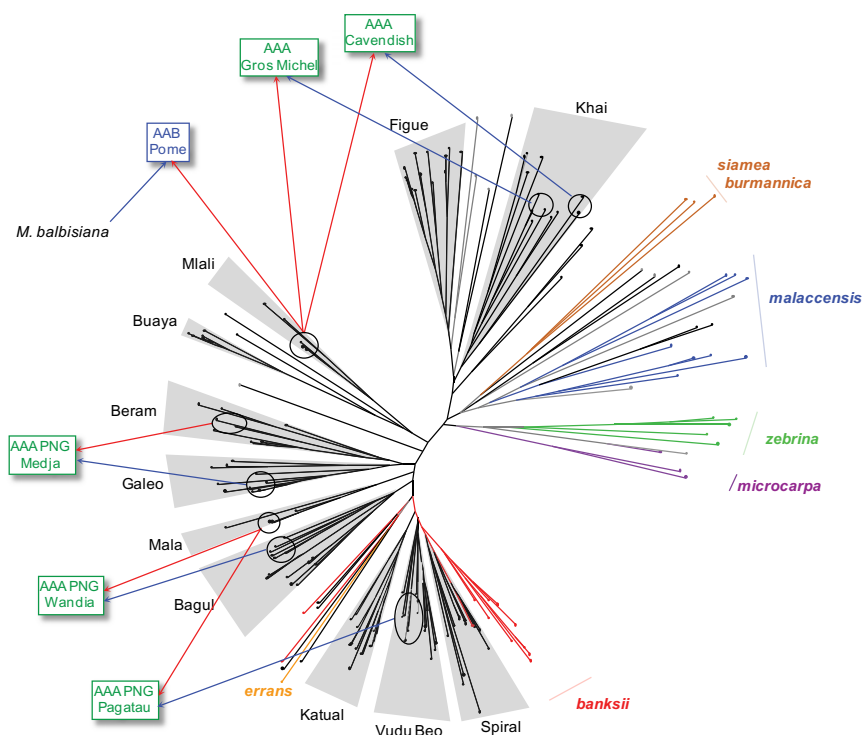 AAA
Cavendish
AAA
Gros Michel
Khai
Figue
AAB
Pome
siamea
burmannica
M. balbisiana
Mlali
malaccensis
Buaya
Beram
zebrina
AAA PNG
Medja
Galeo
microcarpa
Mala
AAA PNG
Wandia
Bagul
errans
AAA PNG
Pagatau
Katual
banksii
Vudu Beo
Spiral